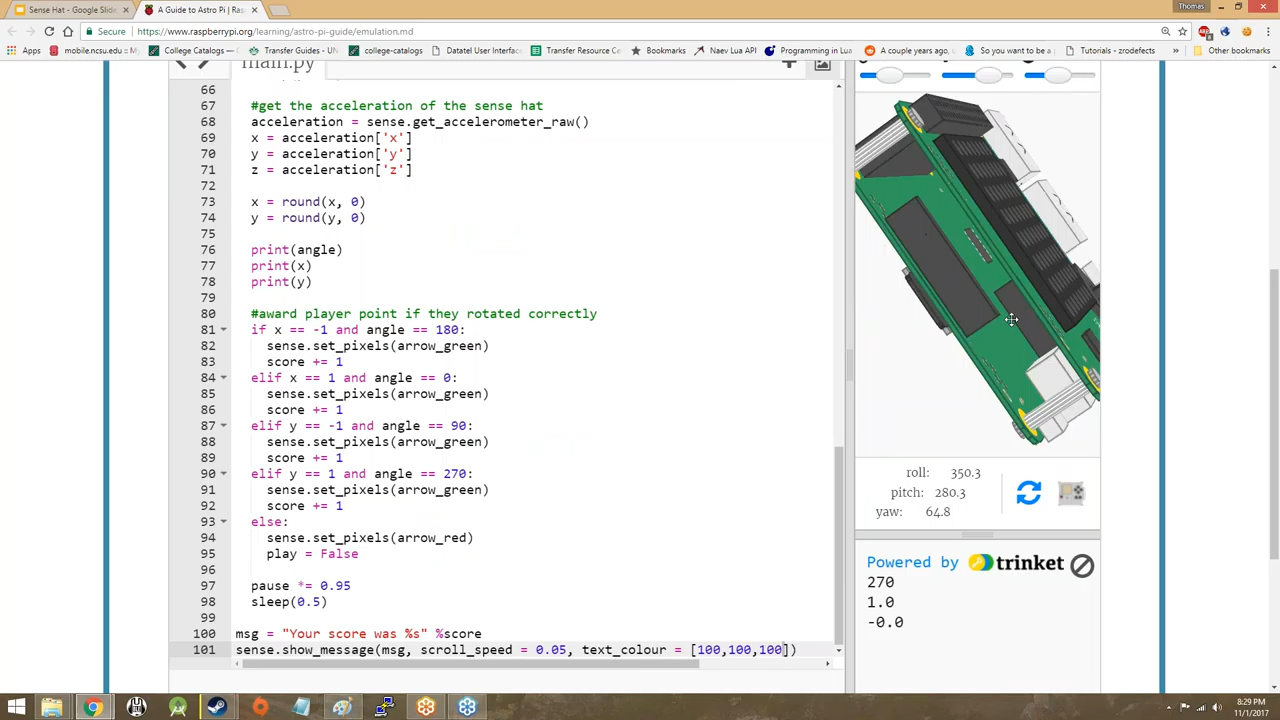 Sense Hat - Google Slide
A Guide to Astro Pi | Ras
Thomas
Secure
https://www.raspberrypi.org/learning/astro-pi-guide/emulation.md
Apps
mobile.ncsu.edu/m
College Catalogs
Transfer Guides - UN
college-catalogs
Datatel User Interface
Transfer Resource Ce
Bookmarks
Naev Lua API
Programming in Lua
A couple years ago, u
So you want to be a
Tutorials - zrodefects
»
Other bookmarks
main.py
66
67 #get the acceleration of the sense hat
68 acceleration = sense.get_accelerometer_raw()
69 x = acceleration['x']
70 y = acceleration['y']
71 z = acceleration['z']
72
73 x = round(x, 0)
74 y = round(y, 0)
75
76 print(angle)
77 print(x)
78 print(y)
79
80 #award player point if they rotated correctly
81 if x == -1 and angle == 180:
82 sense.set_pixels(arrow_green)
83 score += 1
84 elif x == 1 and angle == 0:
85 sense.set_pixels(arrow_green)
86 score += 1
87 elif y == -1 and angle == 90:
88 sense.set_pixels(arrow_green)
89 score += 1
90 elif y == 1 and angle == 270:
91 sense.set_pixels(arrow_green)
92 score += 1
93 else:
94 sense.set_pixels(arrow_red)
95 play = False
96
97 pause *= 0.95
98 sleep(0.5)
99
100 msg = "Your score was %s" %score
101 sense.show_message(msg, scroll_speed = 0.05, text_colour = [100,100,100])
roll: 350.3
pitch: 280.3
yaw: 64.8
Powered by trinket
270
1.0
-0.0
8:29 PM
11/1/2017